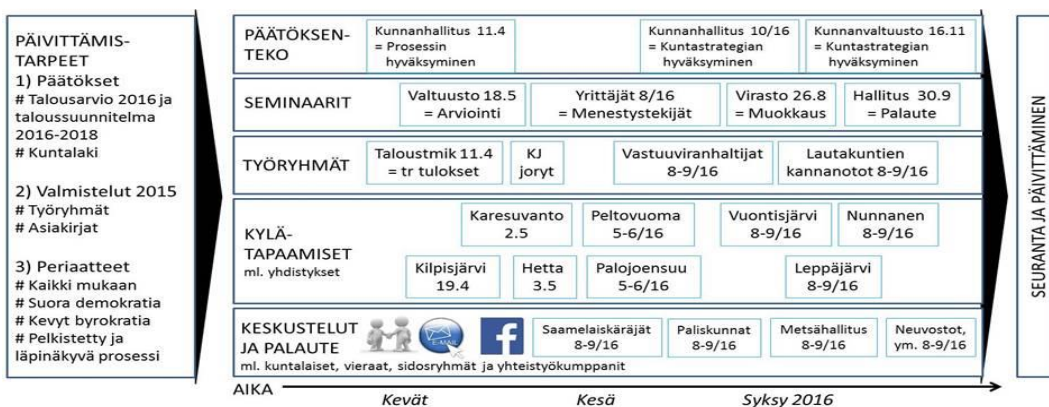 PÄIVITTÄMIS-
TARPEET
1) Päätökset
# Talousarvio 2016 ja
taloussuunnitelma
2016-2018
# Kuntalaki
2) Valmistelut 2015
# Työryhmät
# Asiakirjat
3) Periaatteet
# Kaikki mukaan
# Suora demokratia
# Kevyt byrokratia
# Pelkistetty ja
läpinäkyvä prosessi
PÄÄTÖKSEN-
TEKO
Kunnanhallitus 11.4
= Prosessin
hyväksyminen
Kunnanhallitus 10/16
= Kuntastrategian
hyväksyminen
Kunnanvaltuusto 16.11
= Kuntastrategian
hyväksyminen
SEMINAARIT
Valtuusto 18.5
= Arviointi
Yrittäjät 8/16
= Menestystekijät
Virasto 26.8
= Muokkaus
Hallitus 30.9
= Palaute
TYÖRYHMÄT
Taloustmik 11.4
= tr tulokset
KJ
joryt
Vastuuviranhaltijat
8-9/16
Lautakuntien
kannanotot 8-9/16
KYLÄ-
TAPAAMISET
ml. yhdistykset
Karesuvanto
2.5
Peltovuoma
5-6/16
Vuontisjärvi
8-9/16
Nunnanen
8-9/16
Kilpisjärvi
19.4
Hetta
3.5
Palojoensuu
5-6/16
Leppäjärvi
8-9/16
KESKUSTELUT
JA PALAUTE
E-MAIL
f
Saamelaiskäräjät
8-9/16
Paliskunnat
8-9/16
Metsähallitus
8-9/16
Neuvostot,
ym. 8-9/16
ml. kuntalaiset, vieraat, sidosryhmät ja yhteistyökumppanit
AIKA
Kevät
Kesä
Syksy 2016
SEURANTA JA PÄIVITTÄMINEN